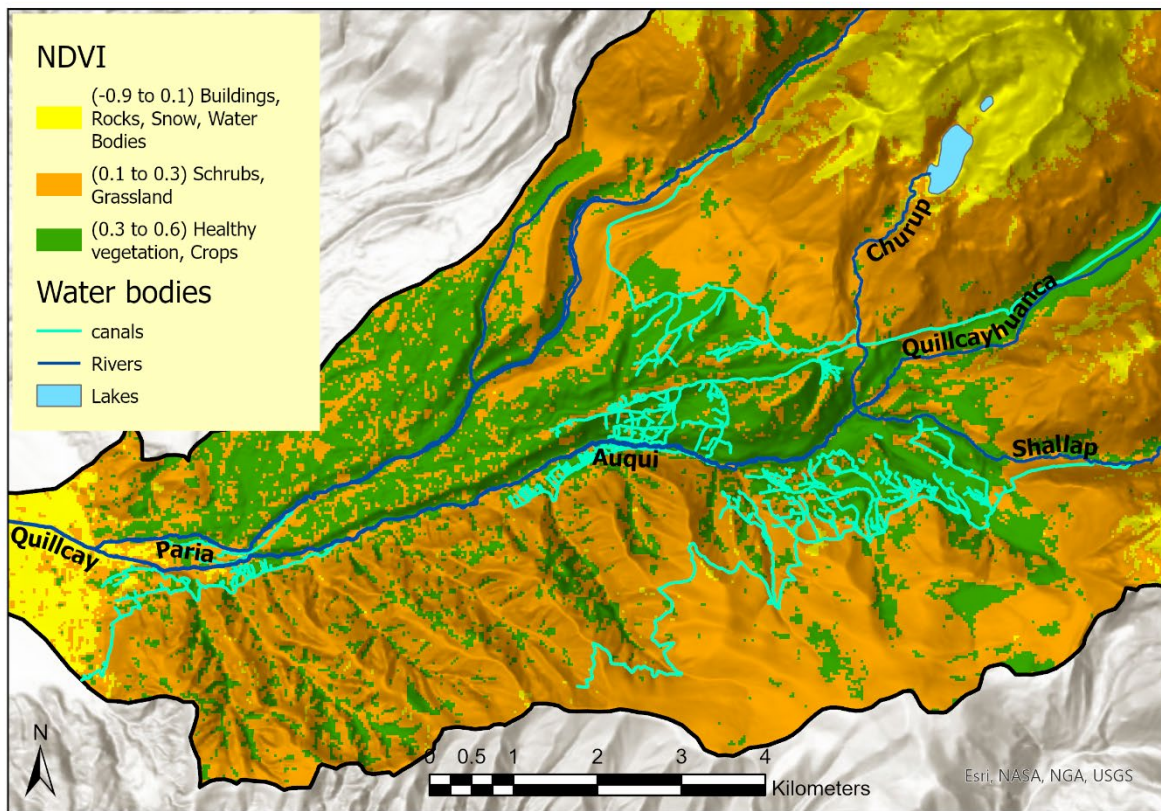 NDVI
(-0.9 to 0.1) Buildings,
Rocks, Snow, Water
Bodies
(0.1 to 0.3) Schrubs,
Grassland
(0.3 to 0.6) Healthy
vegetation, Crops
Water bodies
canals
Rivers
Lakes
Churup
Quillcayhuanca
Shallap
Auqui
Paria
Quillcay
N
0 0.5 1 2 3 4
Kilometers
Esri, NASA, NGA, USGS